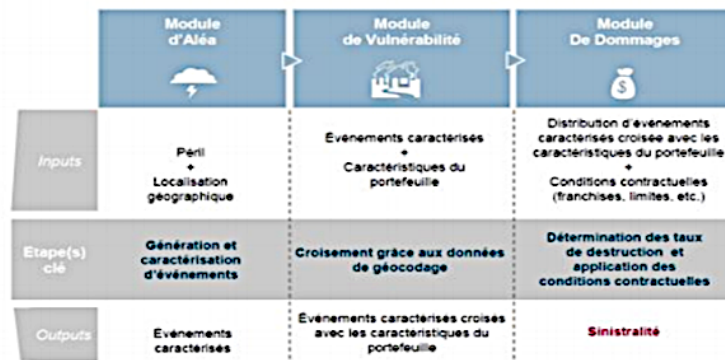 Module
d'Aléa
Module
de Vulnérabilité
Module
De Dommages
$
Inputs
Péril
+
Localisation
géographique
Évènements caractérisés
+
Caractéristiques du
portefeuille
Distribution d'évènements
caractérisés croisée avec les
caractéristiques du portefeuille
+
Conditions contractuelles
(franchises, limites, etc.)
Etape(s)
clé
Génération et
caractérisation
d'événements
Croisement grâce aux données
de géocodage
Détermination des taux
de destruction et
application des
conditions contractuelles
Outputs
Evénements
caractérisés
Évènements caractérisés croisés
avec les caractéristiques du
portefeuille
Sinistralité